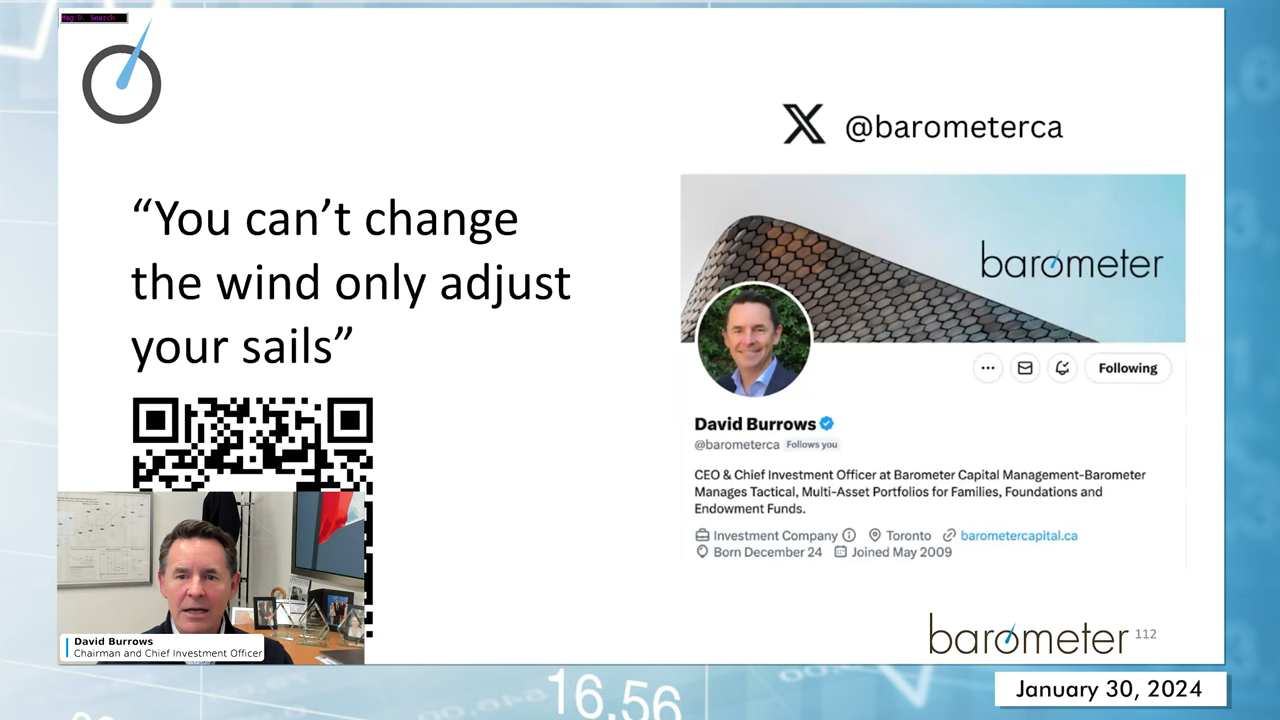 Msg:D. Search
X @barometerca
“You can’t change
the wind only adjust
your sails”
barometer
Following
David Burrows
@barometerca Follows you
CEO & Chief Investment Officer at Barometer Capital Management-Barometer
Manages Tactical, Multi-Asset Portfolios for Families, Foundations and
Endowment Funds.
Investment Company Toronto barometercapital.ca
Born December 24 Joined May 2009
David Burrows
Chairman and Chief Investment Officer
barometer 112
January 30, 2024
16.56